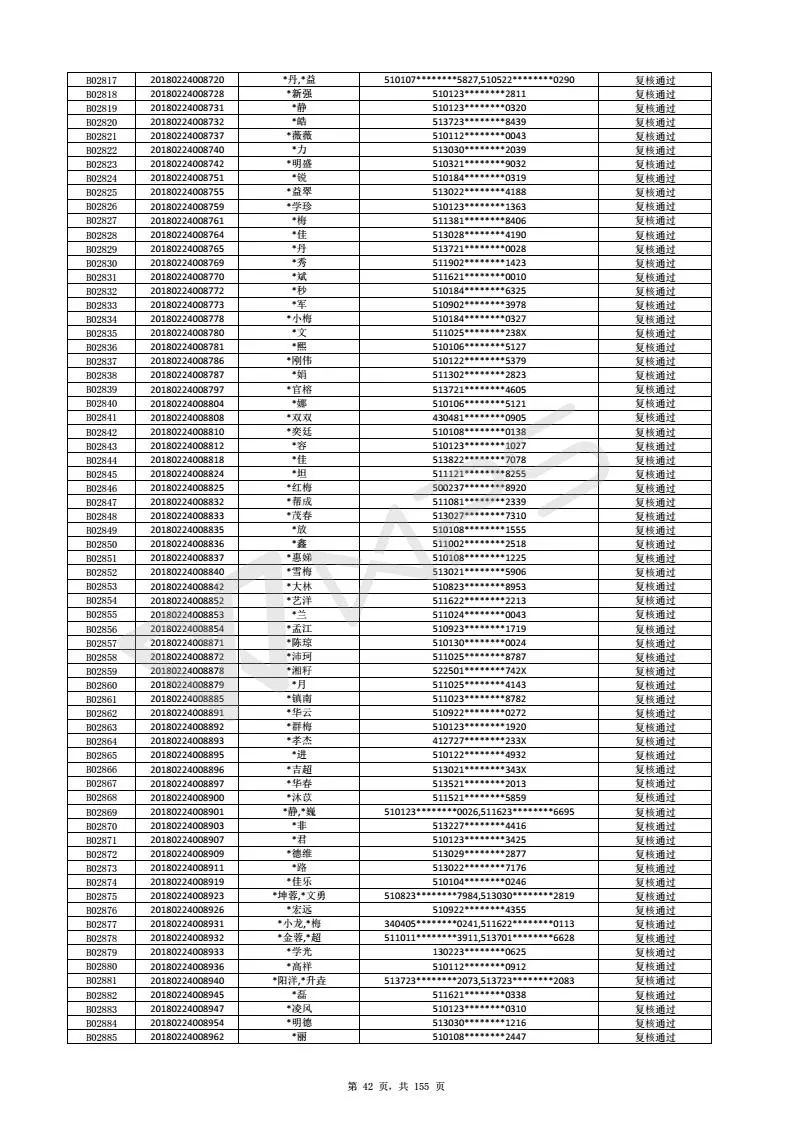 B02817 20180224008720 *丹,*益 510107********5827,510522********0290 复核通过
B02818 20180224008728 *新强 510123********2811 复核通过
B02819 20180224008731 *静 510123********0320 复核通过
B02820 20180224008732 *皓 513723********8439 复核通过
B02821 20180224008737 *薇薇 510112********0043 复核通过
B02822 20180224008740 *力 513030********2039 复核通过
B02823 20180224008742 *明盛 510321********9032 复核通过
B02824 20180224008751 *锐 510184********0319 复核通过
B02825 20180224008755 *益翠 513022********4188 复核通过
B02826 20180224008759 *学珍 510123********1363 复核通过
B02827 20180224008761 *梅 511381********8406 复核通过
B02828 20180224008764 *佳 513028********4190 复核通过
B02829 20180224008765 *丹 513721********0028 复核通过
B02830 20180224008769 *秀 511902********1423 复核通过
B02831 20180224008770 *斌 511621********0010 复核通过
B02832 20180224008772 *秒 510184********6325 复核通过
B02833 20180224008773 *军 510902********3978 复核通过
B02834 20180224008778 *小梅 510184********0327 复核通过
B02835 20180224008780 *文 511025********238X 复核通过
B02836 20180224008781 *熙 510106********5127 复核通过
B02837 20180224008786 *刚伟 510122********5379 复核通过
B02838 20180224008787 *娟 511302********2823 复核通过
B02839 20180224008797 *官榕 513721********4605 复核通过
B02840 20180224008804 *娜 510106********5121 复核通过
B02841 20180224008808 *双双 430481********0905 复核通过
B02842 20180224008810 *奕廷 510108********0138 复核通过
B02843 20180224008812 *容 510123********1027 复核通过
B02844 20180224008818 *佳 513822********7078 复核通过
B02845 20180224008824 *坦 511121********8255 复核通过
B02846 20180224008825 *红梅 500237********8920 复核通过
B02847 20180224008832 *帮成 511081********2339 复核通过
B02848 20180224008833 *茂春 513027********7310 复核通过
B02849 20180224008835 *放 510108********1555 复核通过
B02850 20180224008836 *鑫 511002********2518 复核通过
B02851 20180224008837 *惠娣 510108********1225 复核通过
B02852 20180224008840 *雪梅 513021********5906 复核通过
B02853 20180224008842 *大林 510823********8953 复核通过
B02854 20180224008852 *艺洋 511622********2213 复核通过
B02855 20180224008853 *兰 511024********0043 复核通过
B02856 20180224008854 *孟江 510923********1719 复核通过
B02857 20180224008871 *陈琼 510130********0024 复核通过
B02858 20180224008872 *沛珂 511025********8787 复核通过
B02859 20180224008878 *湘籽 522501********742X 复核通过
B02860 20180224008879 *月 511025********4143 复核通过
B02861 20180224008885 *镇南 511023********8782 复核通过
B02862 20180224008891 *华云 510922********0272 复核通过
B02863 20180224008892 *群梅 510123********1920 复核通过
B02864 20180224008893 *孝杰 412727********233X 复核通过
B02865 20180224008895 *进 510122********4932 复核通过
B02866 20180224008896 *吉超 513021********343X 复核通过
B02867 20180224008897 *华春 513521********2013 复核通过
B02868 20180224008900 *沐苡 511521********5859 复核通过
B02869 20180224008901 *静,*巍 510123********0026,511623********6695 复核通过
B02870 20180224008903 *非 513227********4416 复核通过
B02871 20180224008907 *君 510123********3425 复核通过
B02872 20180224008909 *德维 513029********2877 复核通过
B02873 20180224008911 *路 513022********7176 复核通过
B02874 20180224008919 *佳乐 510104********0246 复核通过
B02875 20180224008923 *坤蓉,*文勇 510823********7984,513030********2819 复核通过
B02876 20180224008926 *宏远 510922********4355 复核通过
B02877 20180224008931 *小龙,*梅 340405********0241,511622********0113 复核通过
B02878 20180224008932 *金蓉,*超 511011********3911,513701********6628 复核通过
B02879 20180224008933 *学光 130223********0625 复核通过
B02880 20180224008936 *高祥 510112********0912 复核通过
B02881 20180224008940 *阳洋,*升垚 513723********2073,513723********2083 复核通过
B02882 20180224008945 *磊 511621********0338 复核通过
B02883 20180224008947 *凌风 510123********0310 复核通过
B02884 20180224008954 *明德 513030********1216 复核通过
B02885 20180224008962 *丽 510108********2447 复核通过
第 42 页，共 155 页